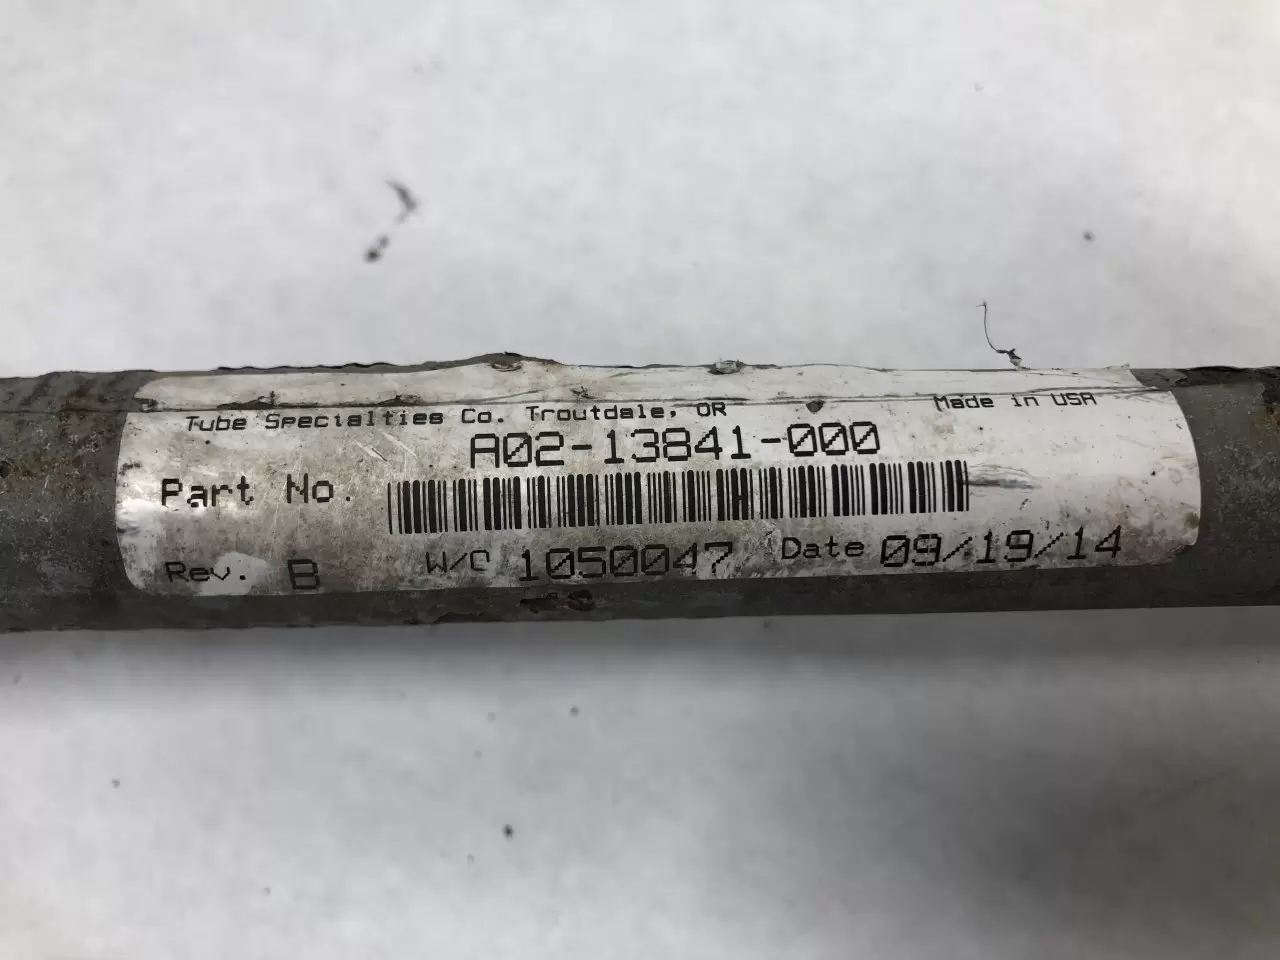 Tube Specialties Co. Troutdale, OR Made in USA
A02-13841-000
Part No.
Rev. B W/O 1050047 Date 09/19/14